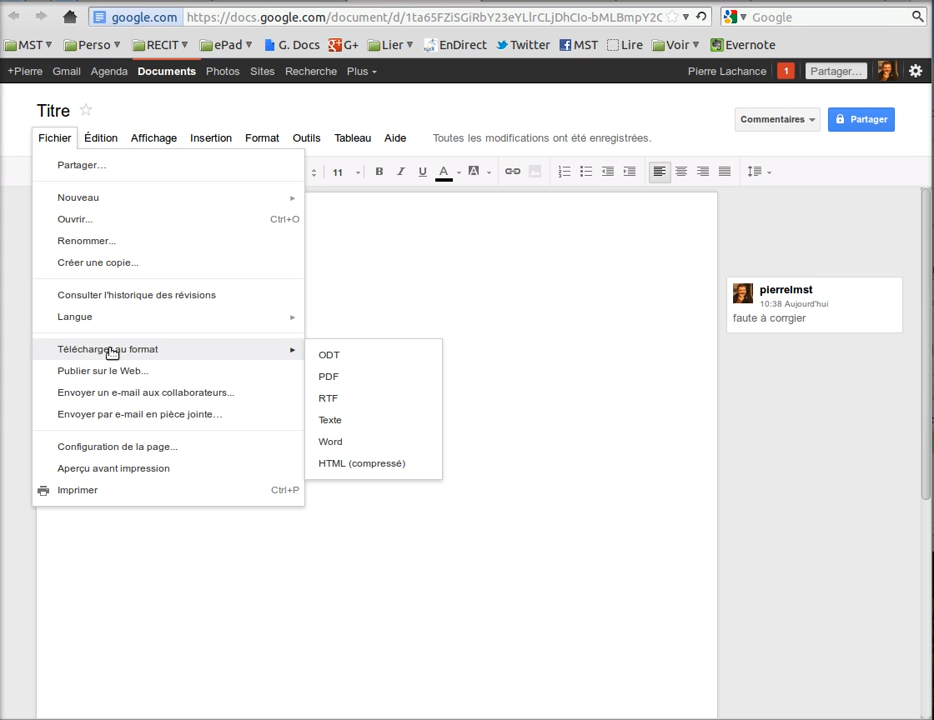 google.com https://docs.google.com/document/d/1ta65FZiSGiRbY23eYLlrCLjDhCIo-bMLBmpY2C Google
MST Perso RECIT ePad G. Docs G+ Lier EnDirect Twitter MST Lire Voir Evernote
+Pierre Gmail Agenda Documents Photos Sites Recherche Plus Pierre Lachance 1 Partager…
Titre
Commentaires Partager
Fichier Édition Affichage Insertion Format Outils Tableau Aide Toutes les modifications ont été enregistrées.
11 B I U A A
Partager…
Nouveau
Ouvrir... Ctrl+O
Renommer...
Créer une copie...
Consulter l'historique des révisions
Langue
Télécharger au format
Publier sur le Web...
Envoyer un e-mail aux collaborateurs...
Envoyer par e-mail en pièce jointe…
Configuration de la page...
Aperçu avant impression
Imprimer Ctrl+P
ODT
PDF
RTF
Texte
Word
HTML (compressé)
pierrelmst
10:38 Aujourd'hui
faute à corrgier